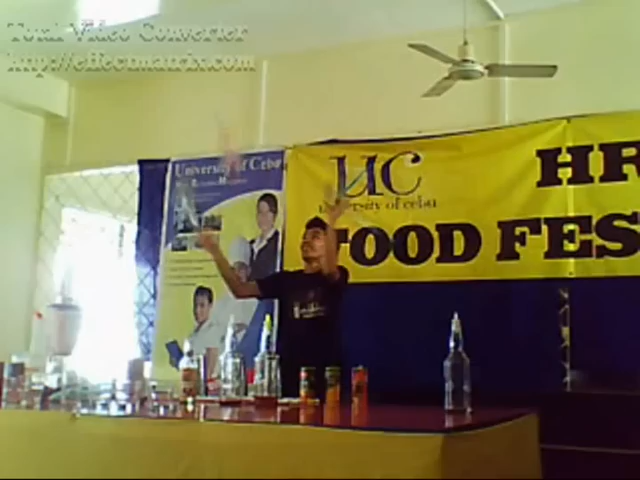 Total Video Converter
http://effectmatrix.com
University of Cebu
UC
university of cebu
HR
FOOD FES